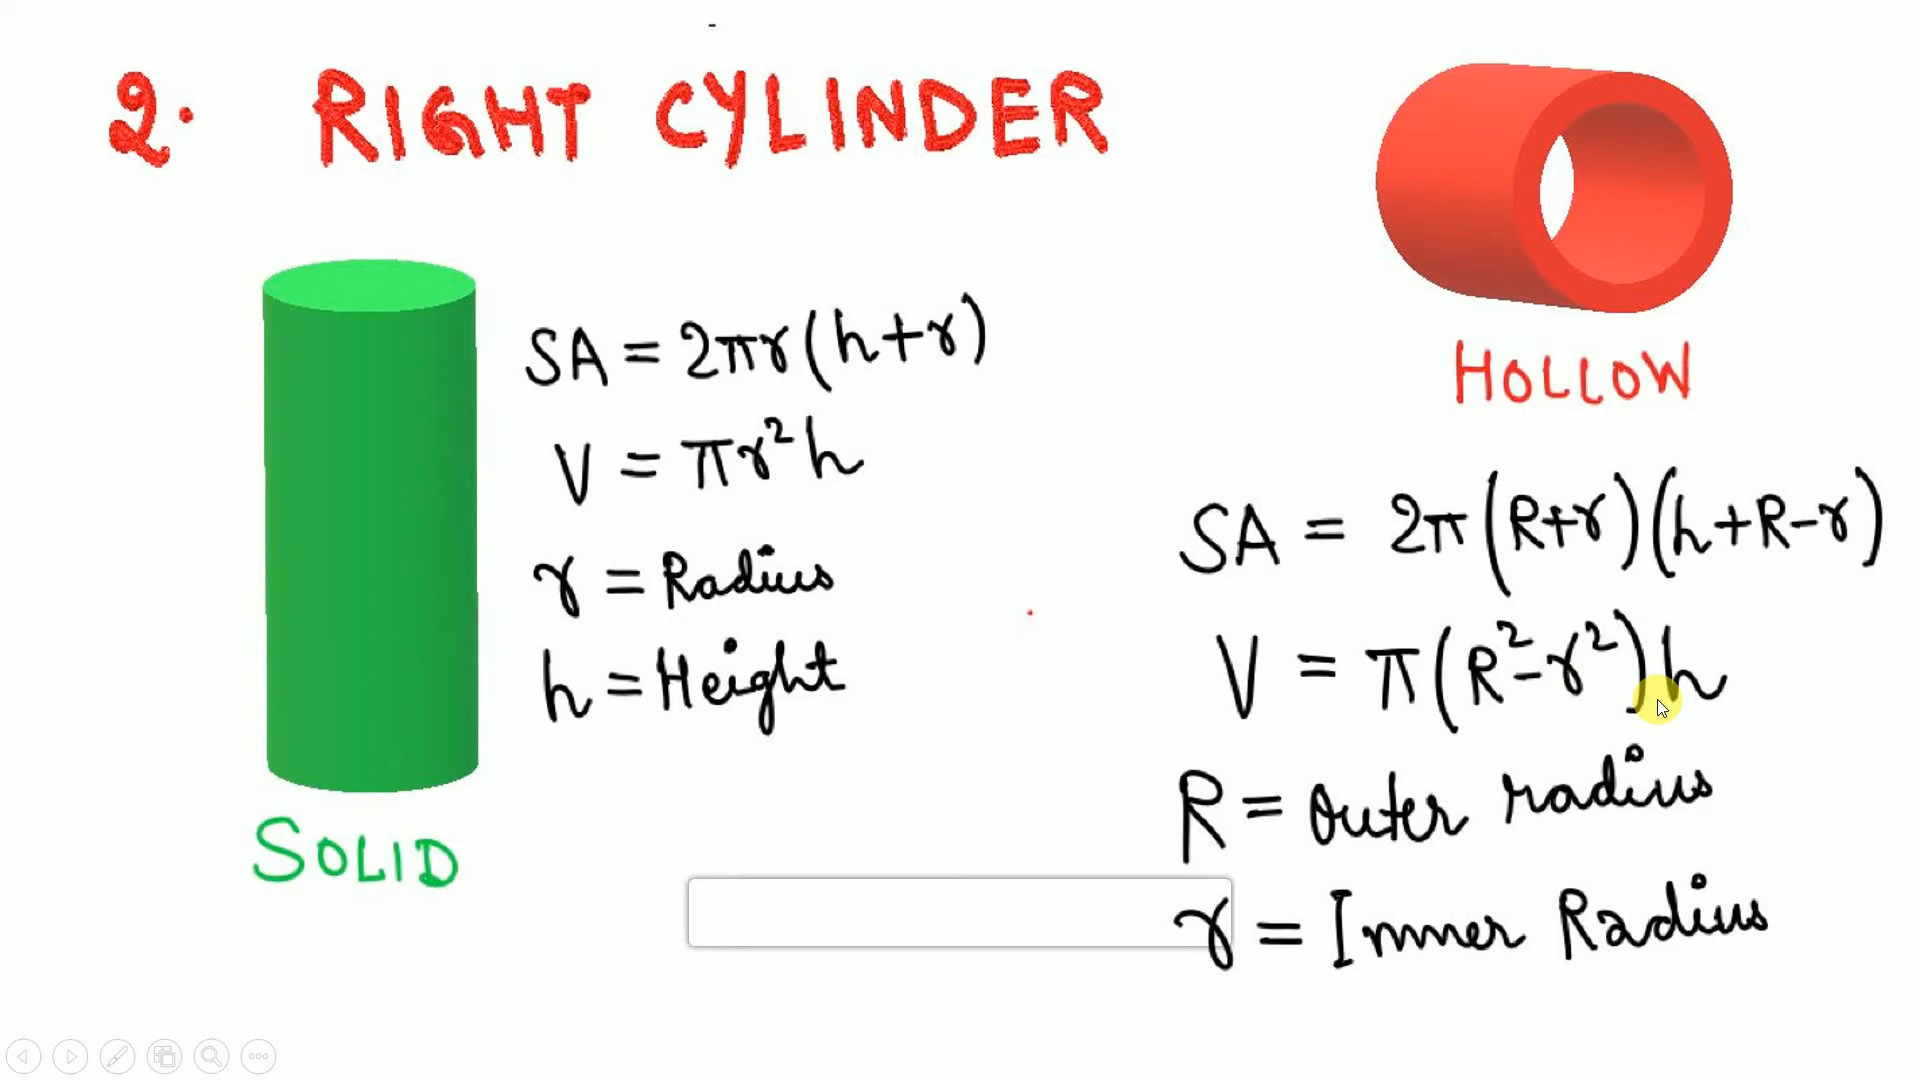 2. RIGHT CYLINDER
SA = 2πr(h+r)
V = πr²h
r = Radius
h = Height
SOLID
HOLLOW
SA = 2π(R+r)(h+R-r)
V = π(R²-r²)h
R = Outer radius
r = Inner Radius